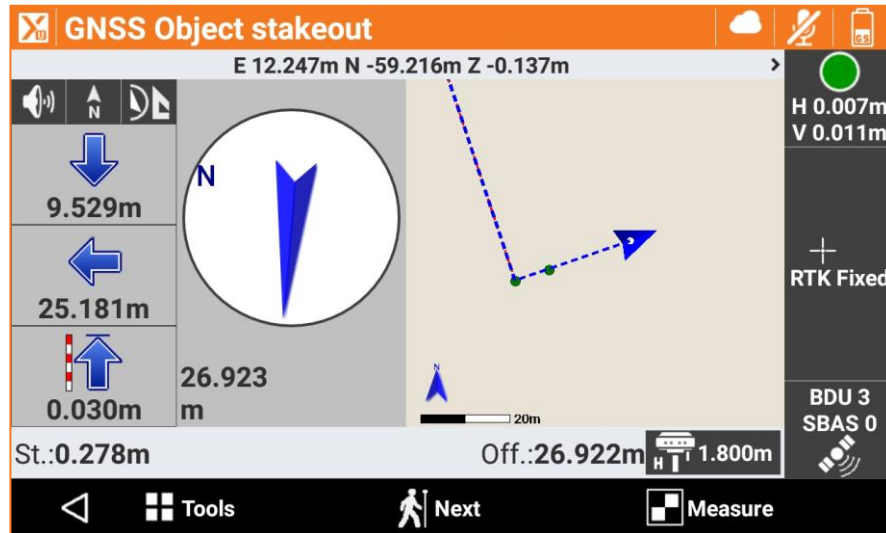 XU GNSS Object stakeout
GS
E 12.247m N -59.216m Z -0.137m
N
H 0.007m
V 0.011m
9.529m
N
RTK Fixed
25.181m
26.923
m
0.030m
N
20m
BDU 3
SBAS 0
St.:0.278m
Off.:26.922m
H
1.800m
Tools
Next
Measure